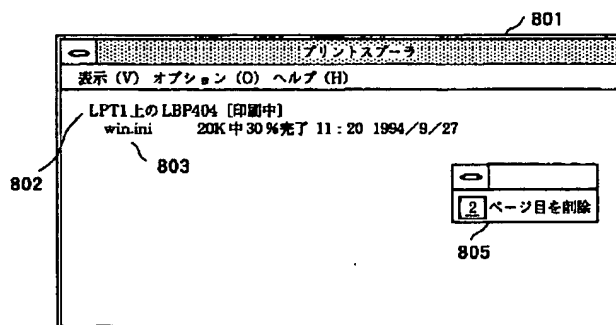 801
プリントスプーラ
表示 (V) オプション (O) ヘルプ (H)
LPT1上のLBP404 [印刷中]
win.ini 20K中30%完了 11:20 1994/9/27
802
803
2 ページ目を削除
805